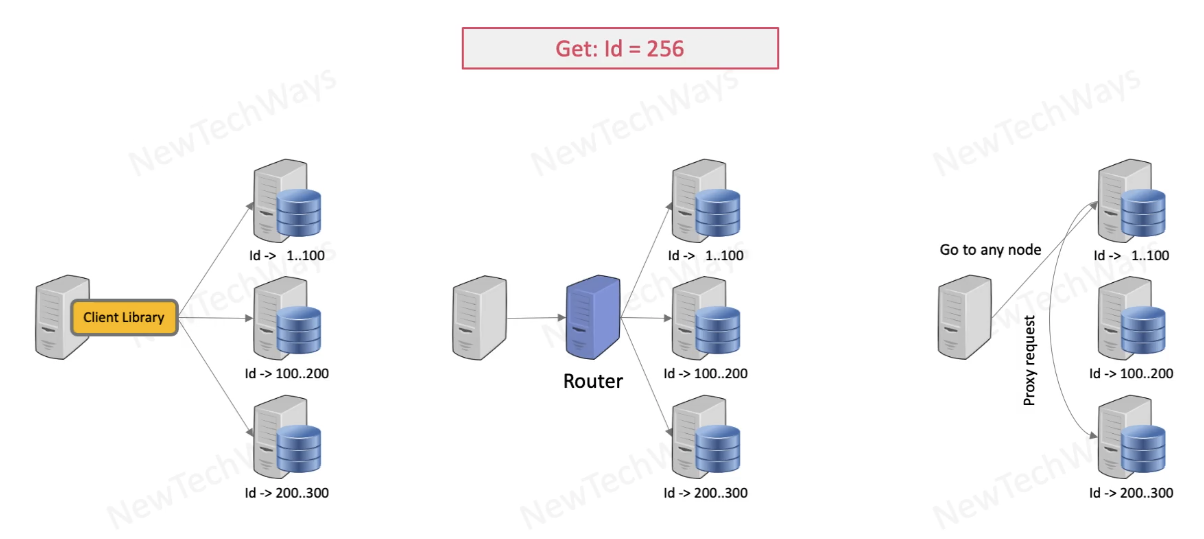 Get: Id = 256
NewTechWays
NewTechWays
NewTechWays
Id -> 1..100
Client Library
Id -> 100..200
Id -> 200..300
NewTechWays
Id -> 1..100
Router
Id -> 100..200
Id -> 200..300
NewTechWays
Go to any node
Proxy request
Id -> 1..100
Id -> 100..200
Id -> 200..300
NewTechWays